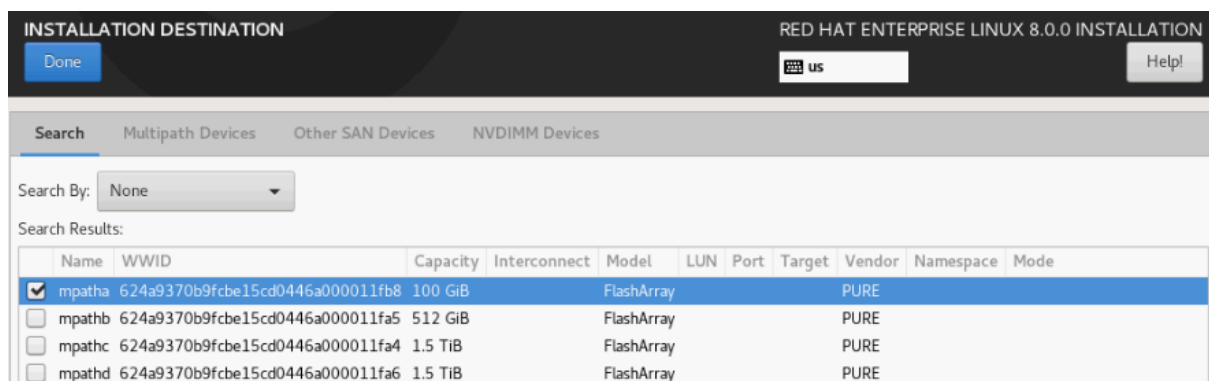 INSTALLATION DESTINATION
RED HAT ENTERPRISE LINUX 8.0.0 INSTALLATION
Done
us
Help!
Search Multipath Devices Other SAN Devices NVDIMM Devices
Search By: None
Search Results:
Name WWID Capacity Interconnect Model LUN Port Target Vendor Namespace Mode
mpatha 624a9370b9fcbe15cd0446a000011fb8 100 GiB FlashArray PURE
mpathb 624a9370b9fcbe15cd0446a000011fa5 512 GiB FlashArray PURE
mpathc 624a9370b9fcbe15cd0446a000011fa4 1.5 TiB FlashArray PURE
mpathd 624a9370b9fcbe15cd0446a000011fa6 1.5 TiB FlashArray PURE